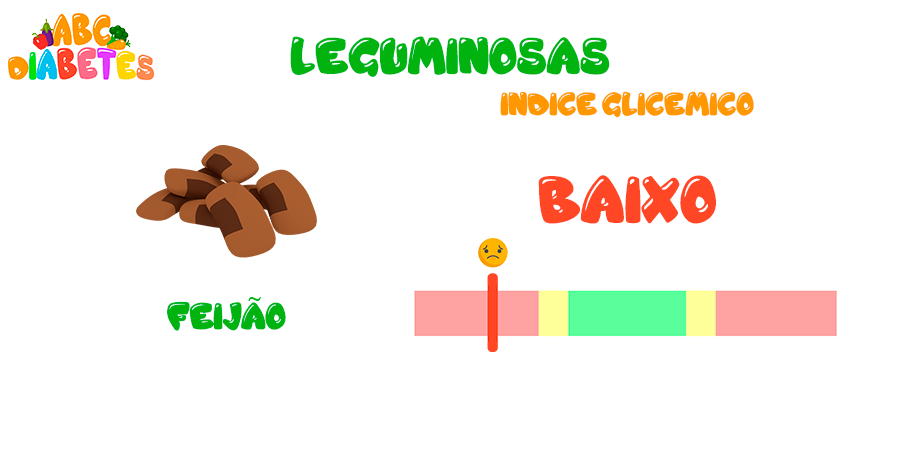 ABC
DIABETES
LEGUMINOSAS
INDICE GLICEMICO
BAIXO
FEIJÃO